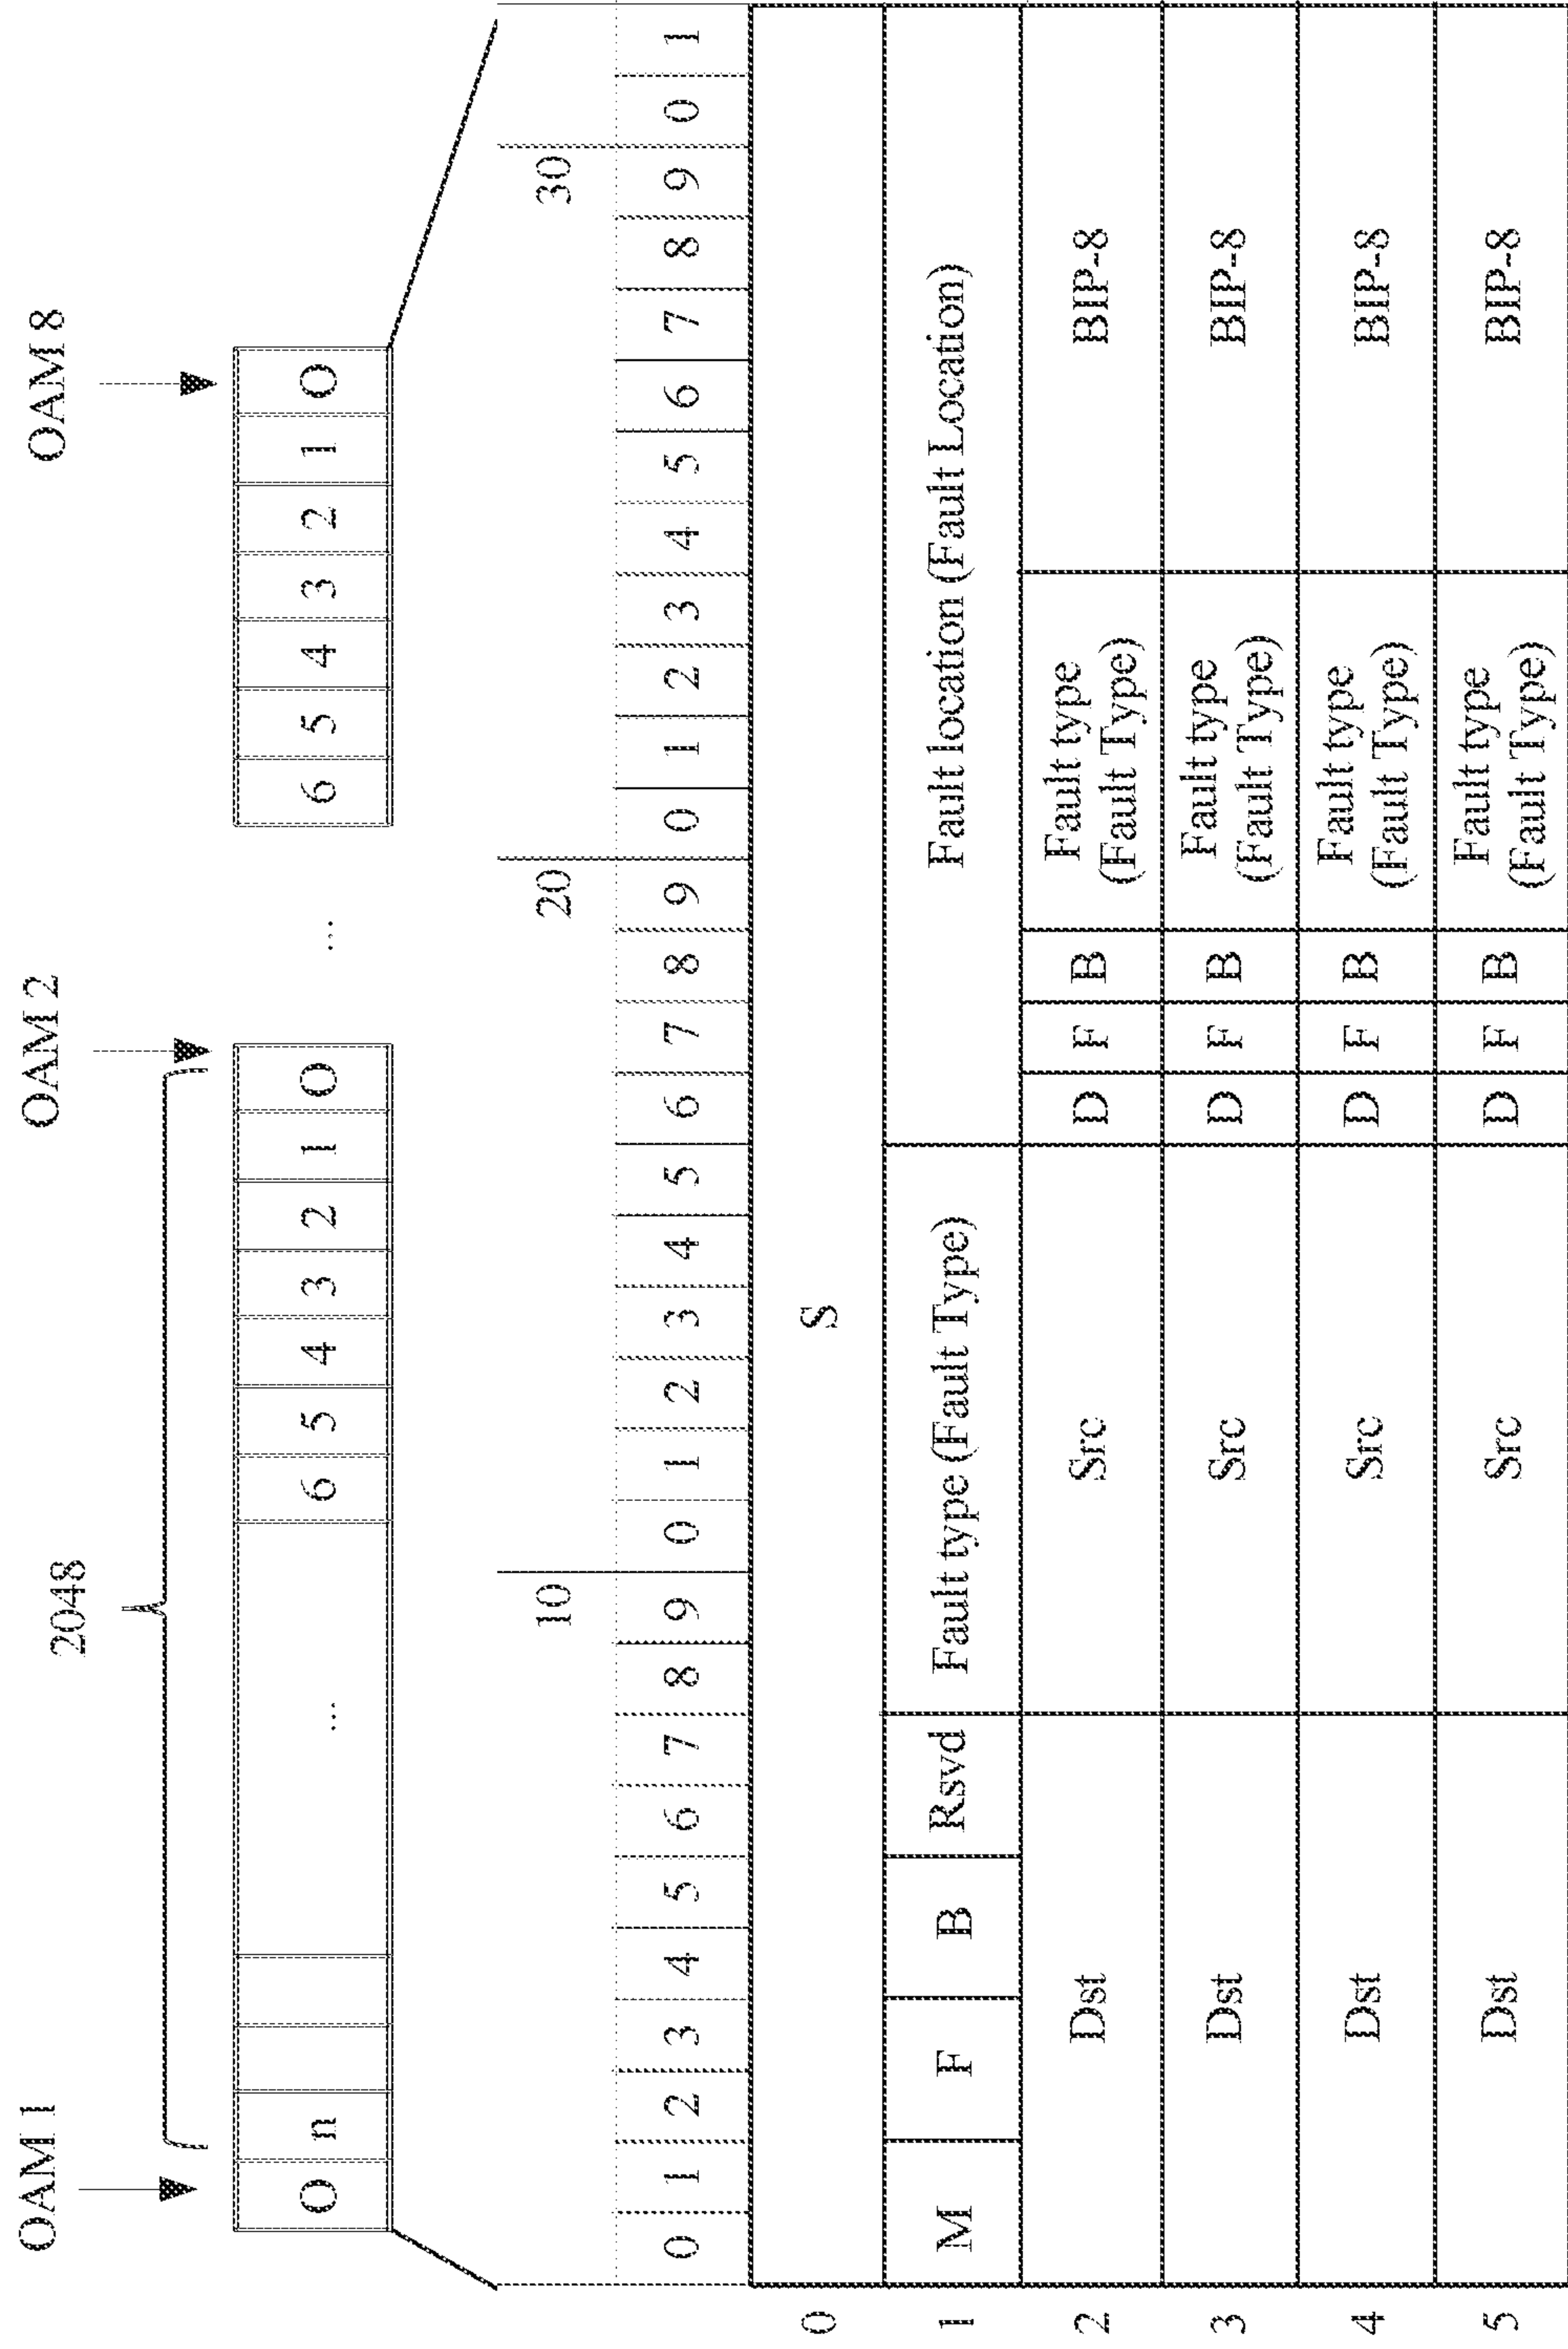 OAM 1 OAM 2 OAM 8
2048
O n ... 6 5 4 3 2 1 O ... 6 5 4 3 2 1 O
10 20 30
0 1 2 3 4 5 6 7 8 9 0 1 2 3 4 5 6 7 8 9 0 1 2 3 4 5 6 7 8 9 0 1
0 S
1 M F B Rsvd Fault type (Fault Type) Fault location (Fault Location)
2 Dst Src D F B Fault type (Fault Type) BIP-8
3 Dst Src D F B Fault type (Fault Type) BIP-8
4 Dst Src D F B Fault type (Fault Type) BIP-8
5 Dst Src D F B Fault type (Fault Type) BIP-8